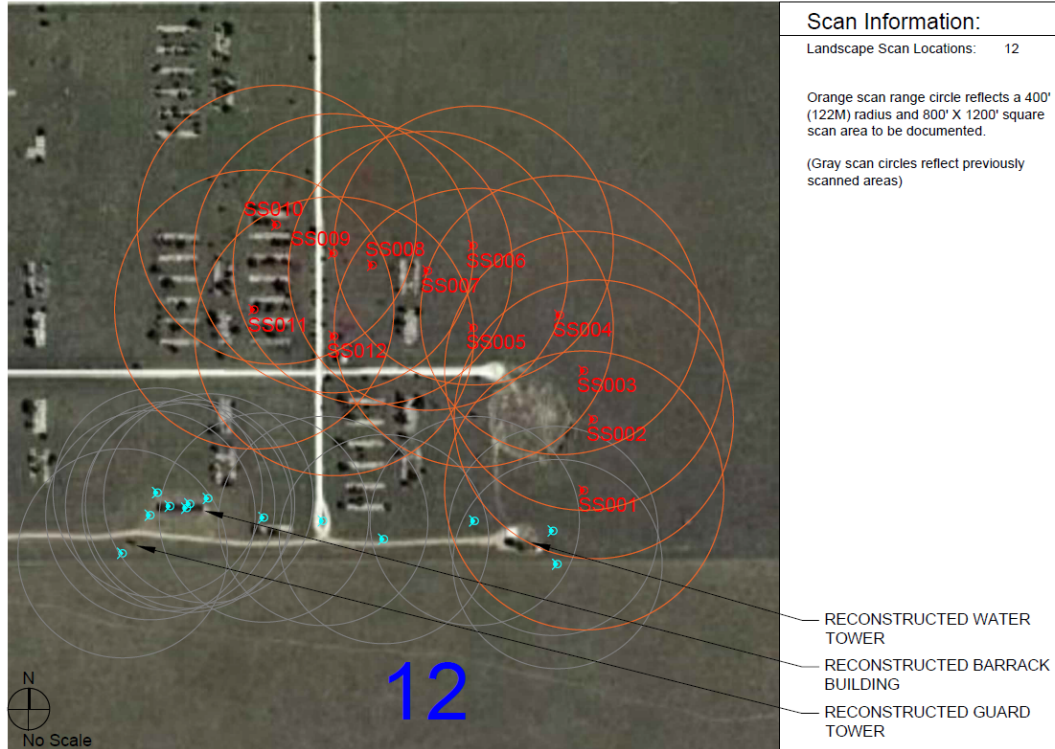 Scan Information:
Landscape Scan Locations: 12
Orange scan range circle reflects a 400'
(122M) radius and 800' X 1200' square
scan area to be documented.
(Gray scan circles reflect previously
scanned areas)
SS010
SS009
SS008
SS006
SS007
SS011
SS004
SS005
SS012
SS003
SS002
SS001
RECONSTRUCTED WATER
TOWER
RECONSTRUCTED BARRACK
BUILDING
RECONSTRUCTED GUARD
TOWER
12
N
No Scale